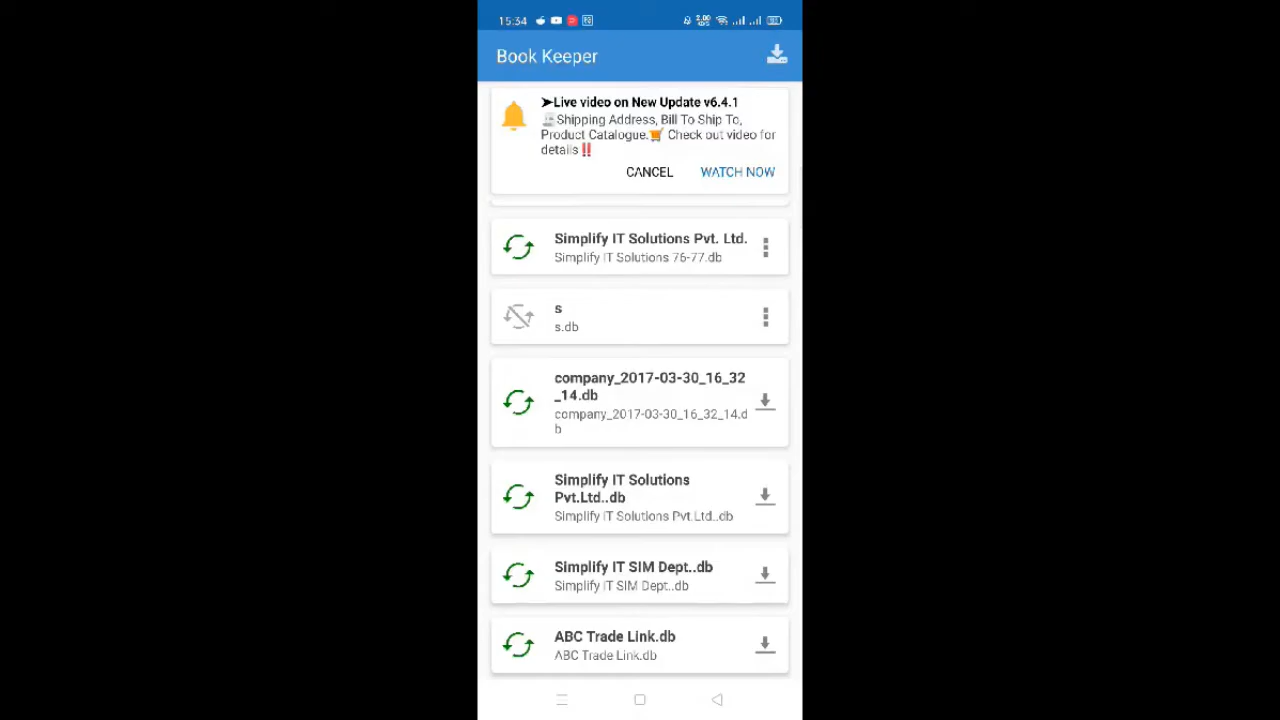 15:34
Book Keeper
➤Live video on New Update v6.4.1
Shipping Address, Bill To Ship To,
Product Catalogue.🛒 Check out video for
details‼️
CANCEL WATCH NOW
Simplify IT Solutions Pvt. Ltd.
Simplify IT Solutions 76-77.db
s
s.db
company_2017-03-30_16_32
_14.db
company_2017-03-30_16_32_14.d
b
Simplify IT Solutions
Pvt.Ltd..db
Simplify IT Solutions Pvt.Ltd..db
Simplify IT SIM Dept..db
Simplify IT SIM Dept..db
ABC Trade Link.db
ABC Trade Link.db